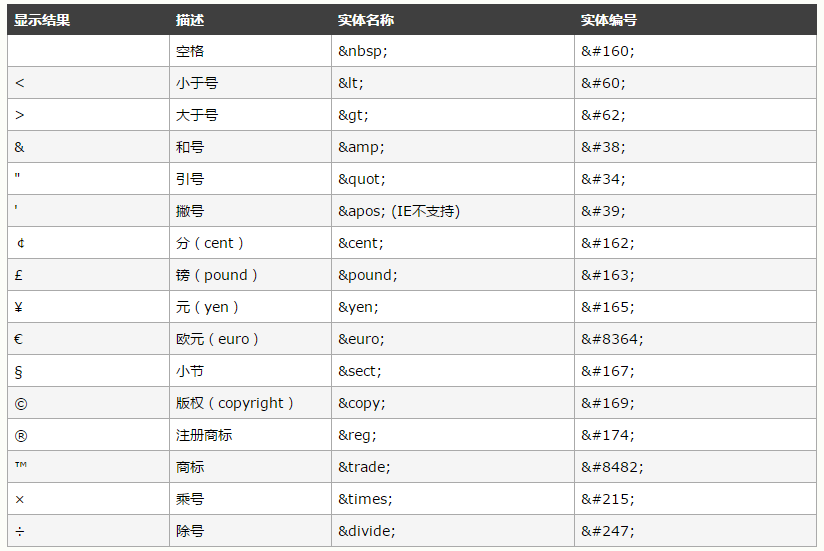 显示结果 描述 实体名称 实体编号
空格 &nbsp; &#160;
< 小于号 &lt; &#60;
> 大于号 &gt; &#62;
& 和号 &amp; &#38;
" 引号 &quot; &#34;
' 撇号 &apos; (IE不支持) &#39;
¢ 分（cent） &cent; &#162;
£ 镑（pound） &pound; &#163;
¥ 元（yen） &yen; &#165;
€ 欧元（euro） &euro; &#8364;
§ 小节 &sect; &#167;
© 版权（copyright） &copy; &#169;
® 注册商标 &reg; &#174;
™ 商标 &trade; &#8482;
× 乘号 &times; &#215;
÷ 除号 &divide; &#247;